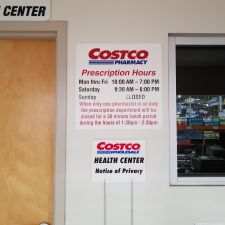 CENTER
COSTCO
PHARMACY
Prescription Hours
Mon thru Fri 10:00 AM - 7:00 PM
Saturday 9:30 AM - 6:00 PM
Sunday CLOSED
When only one pharmacist is on duty
the prescription department will be
closed for a 30 minute lunch period
during the hours of 1:30pm - 2:30pm
COSTCO
WHOLESALE
HEALTH CENTER
Notice of Privacy